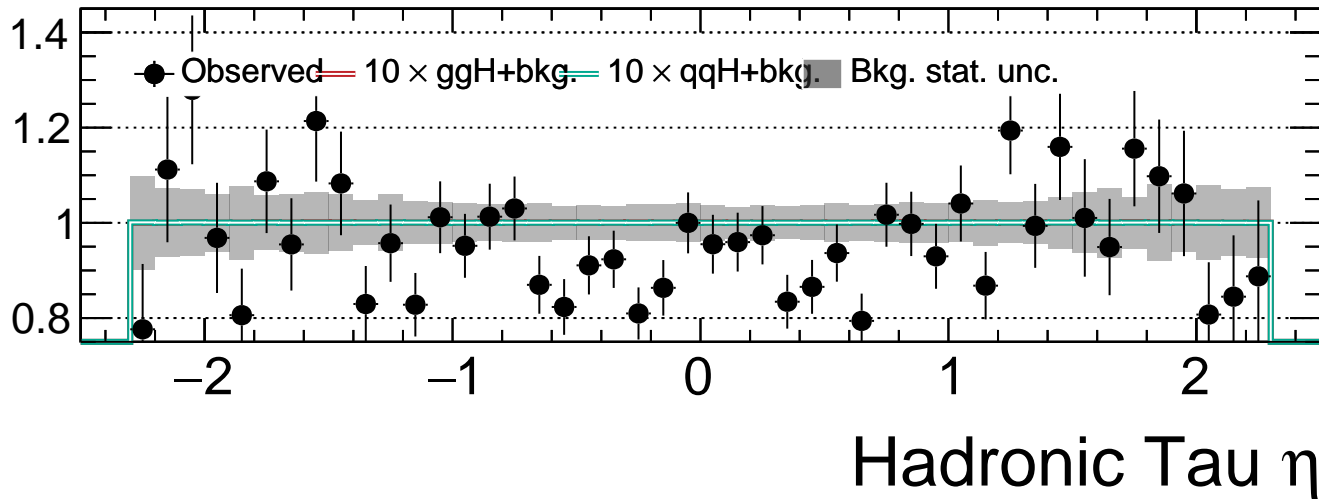 1.4
Observed 10 × ggH+bkg. 10 × qqH+bkg. Bkg. stat. unc.
1.2
1
0.8
−2 −1 0 1 2
Hadronic Tau η